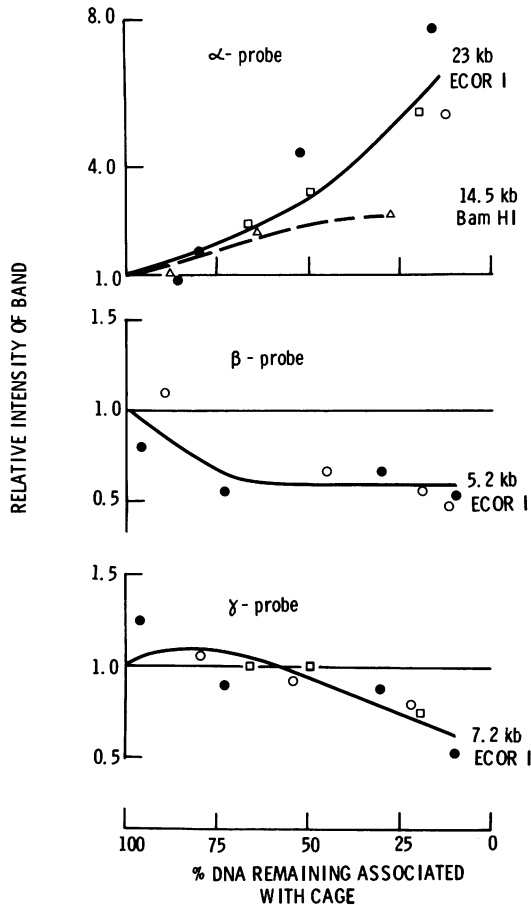 RELATIVE INTENSITY OF BAND
8.0
4.0
1.0
α- probe
23 kb
ECOR I
14.5 kb
Bam HI
1.5
1.0
0.5
β - probe
5.2 kb
ECOR I
1.5
1.0
0.5
γ - probe
7.2 kb
ECOR I
100 75 50 25 0
% DNA REMAINING ASSOCIATED
WITH CAGE